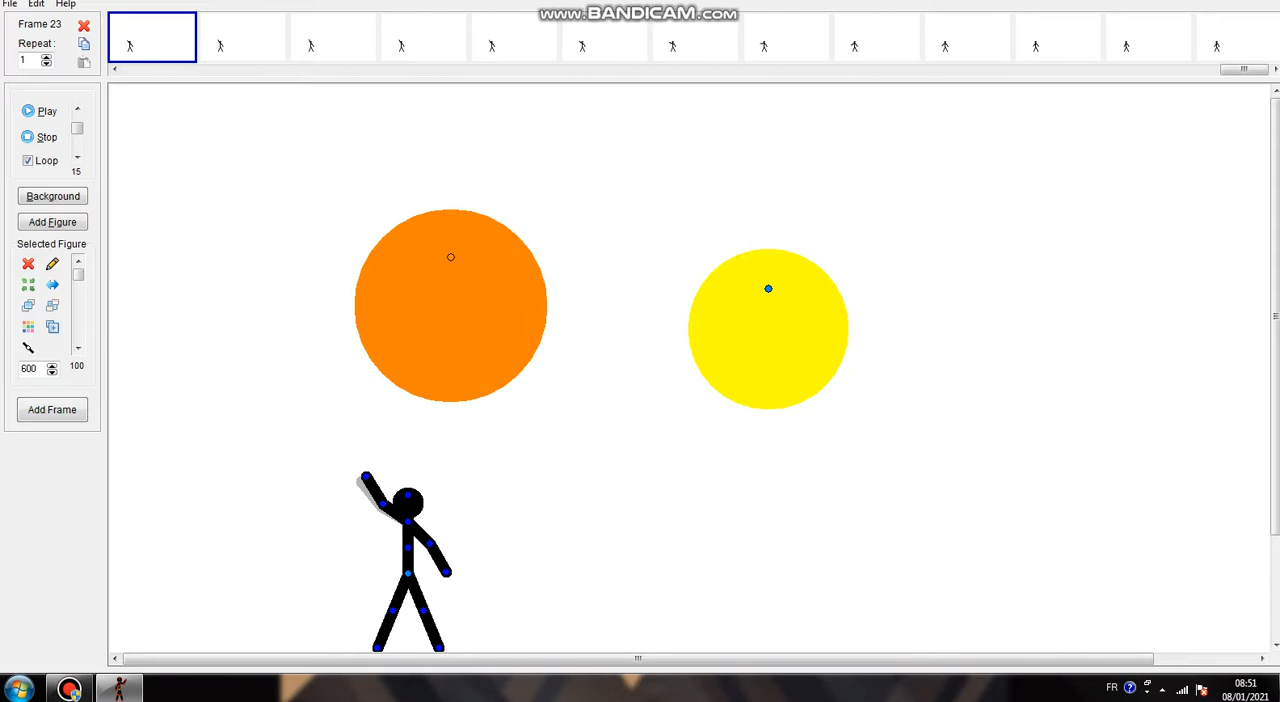 File Edit Help
www.BANDICAM.com
Frame 23
Repeat :
1
Play
Stop
Loop
15
Background
Add Figure
Selected Figure
600
100
Add Frame
FR
08:51
08/01/2021